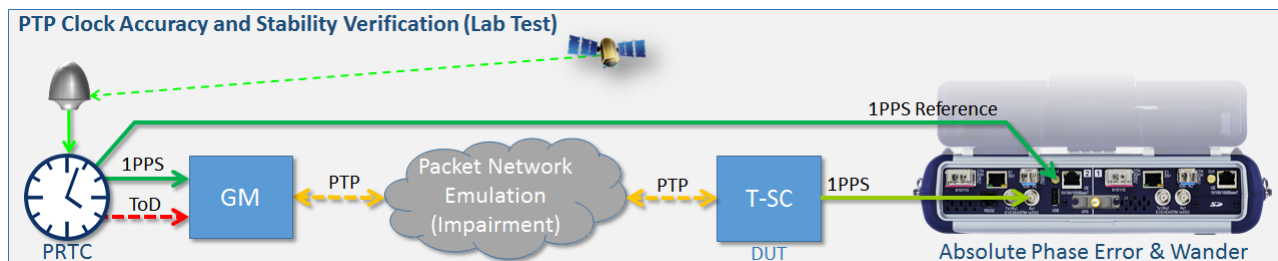 PTP Clock Accuracy and Stability Verification (Lab Test)
1PPS Reference
1PPS
ToD
PRTC
GM
PTP
Packet Network
Emulation
(Impairment)
PTP
T-SC
DUT
1PPS
Absolute Phase Error & Wander